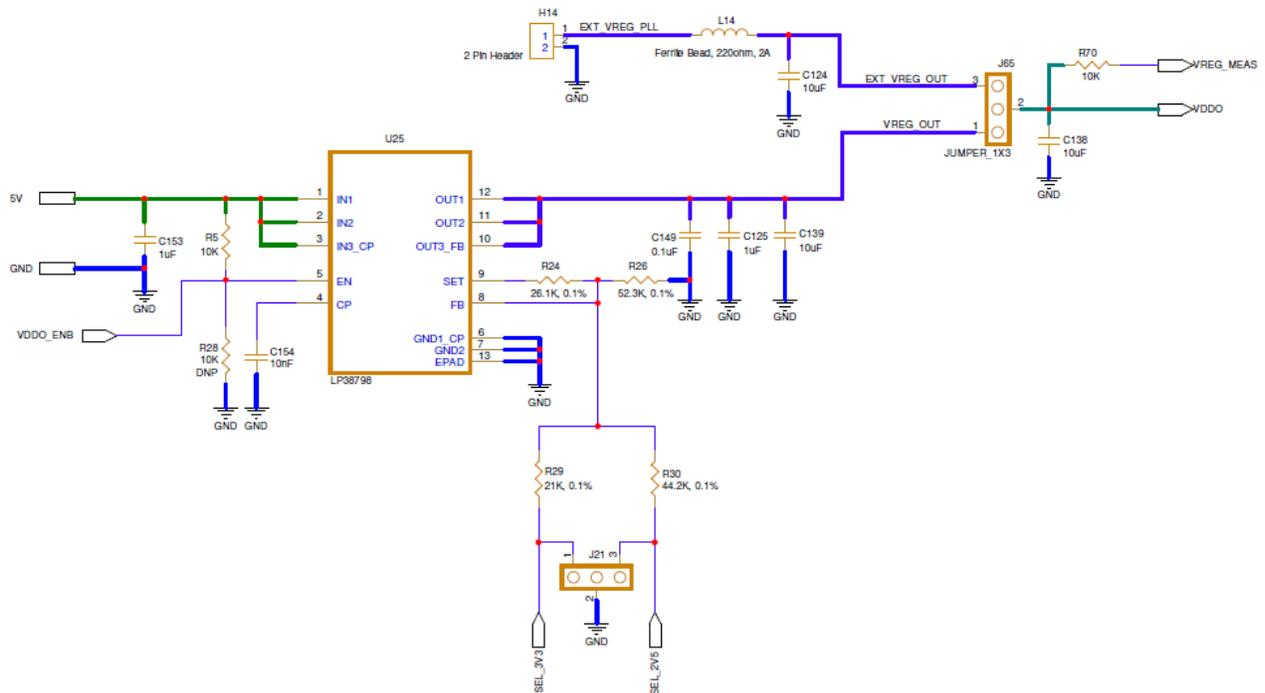 H14
1
EXT_VREG_PLL
L14
1
2
2
2 Pin Header
Ferrite Bead, 220ohm, 2A
GND
C124
10uF
GND
EXT_VREG_OUT
J65
3
2
1
VREG_OUT
JUMPER_1X3
R70
10K
VREG_MEAS
VDDO
C138
10uF
GND
U25
5V
1
IN1
OUT1
12
2
IN2
OUT2
11
3
IN3_CP
OUT3_FB
10
C153
1uF
R5
10K
C149
0.1uF
C125
1uF
C139
10uF
GND
GND
5
EN
SET
9
R24
26.1K, 0.1%
R26
52.3K, 0.1%
4
CP
FB
8
GND
GND
GND
VDDO_ENB
R28
10K
DNP
C154
10nF
GND1_CP
6
GND2
7
EPAD
13
LP38798
GND
GND
GND
R29
21K, 0.1%
R30
44.2K, 0.1%
1
J21
3
2
GND
SEL_3V3
SEL_2V5